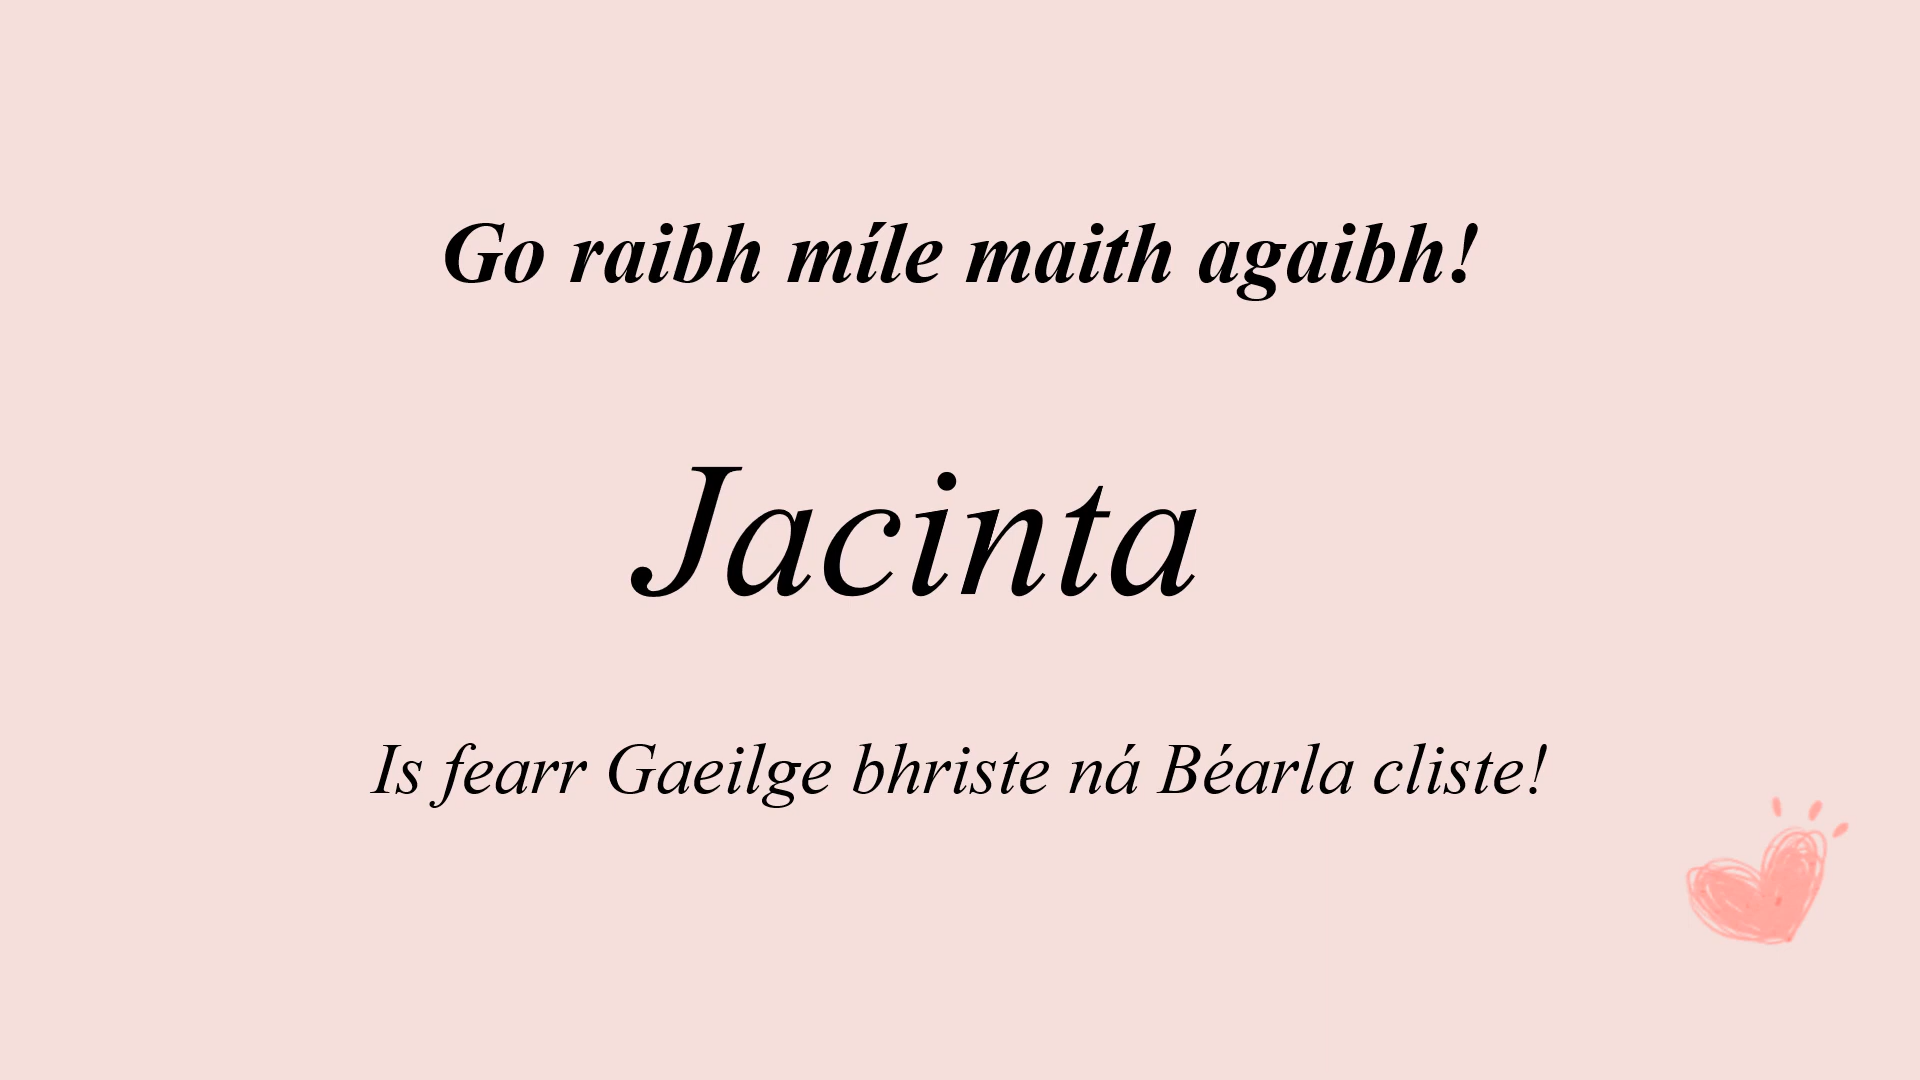 Go raibh míle maith agaibh!
Jacinta
Is fearr Gaeilge bhriste ná Béarla cliste!